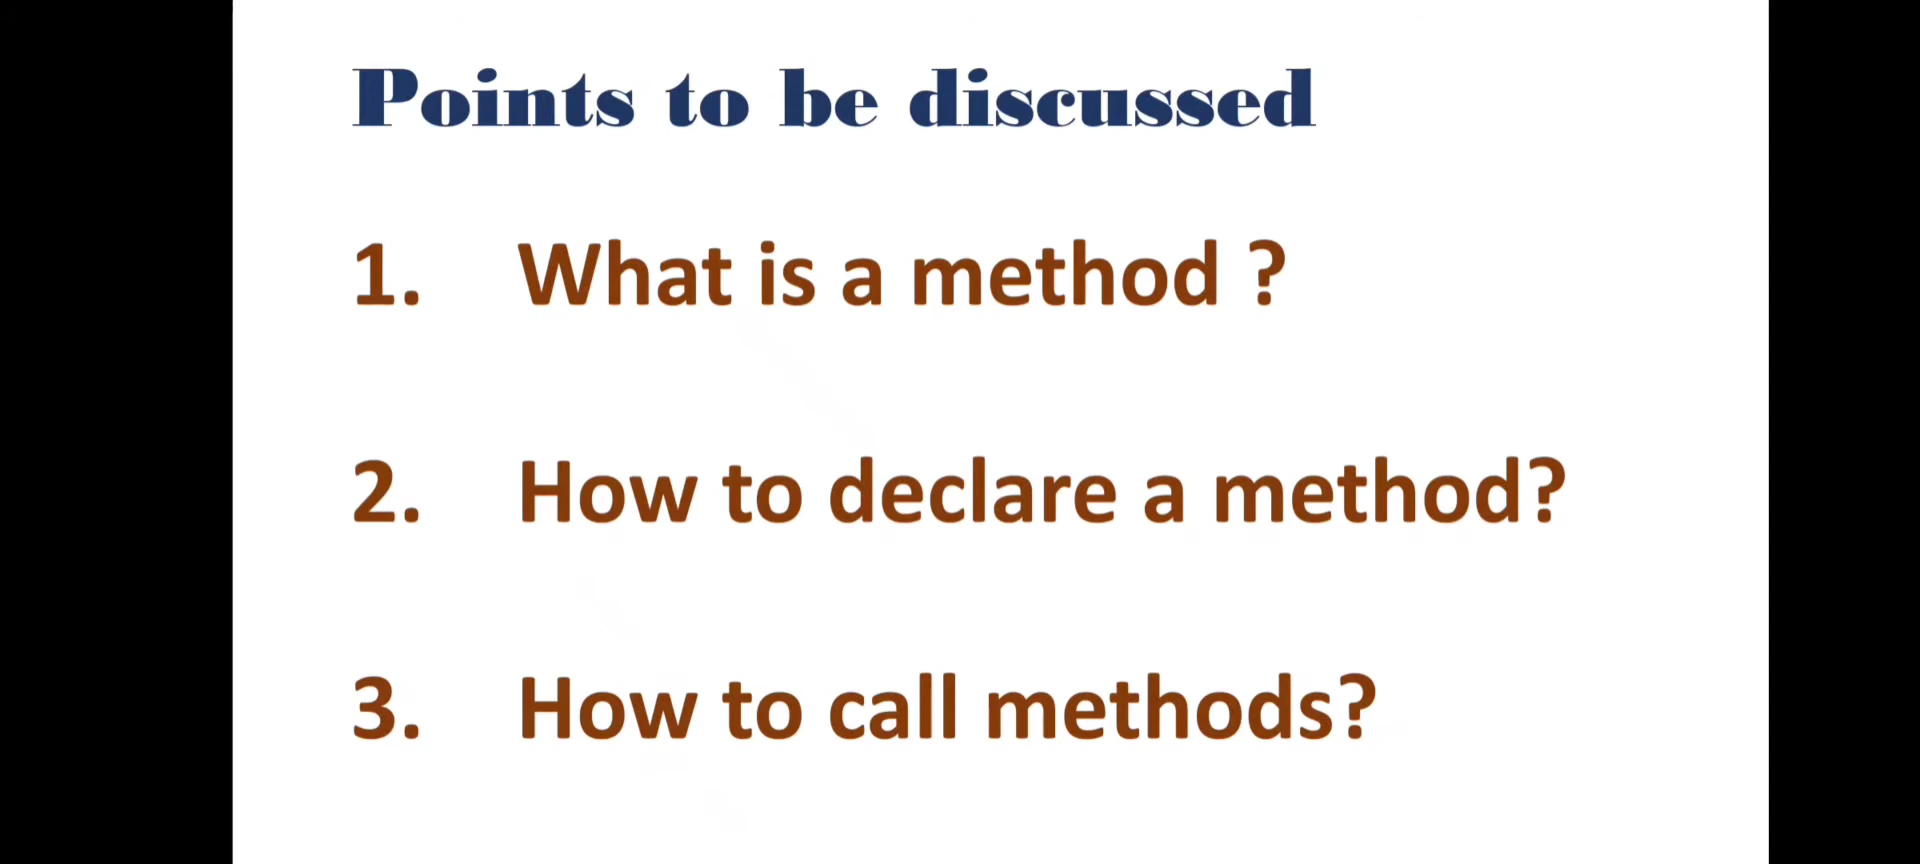 Points to be discussed
1. What is a method ?
2. How to declare a method?
3. How to call methods?